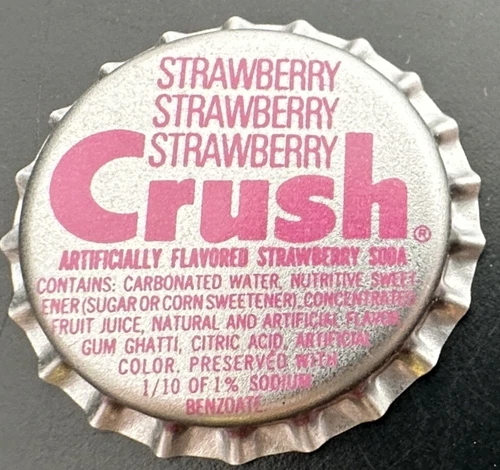 STRAWBERRY
STRAWBERRY
STRAWBERRY
Crush®
ARTIFICIALLY FLAVORED STRAWBERRY SODA
CONTAINS: CARBONATED WATER, NUTRITIVE SWEET-
ENER (SUGAR OR CORN SWEETENER), CONCENTRATED
FRUIT JUICE, NATURAL AND ARTIFICIAL FLAVOR,
GUM GHATTI, CITRIC ACID, ARTIFICIAL
COLOR. PRESERVED WITH
1/10 OF 1% SODIUM
BENZOATE.